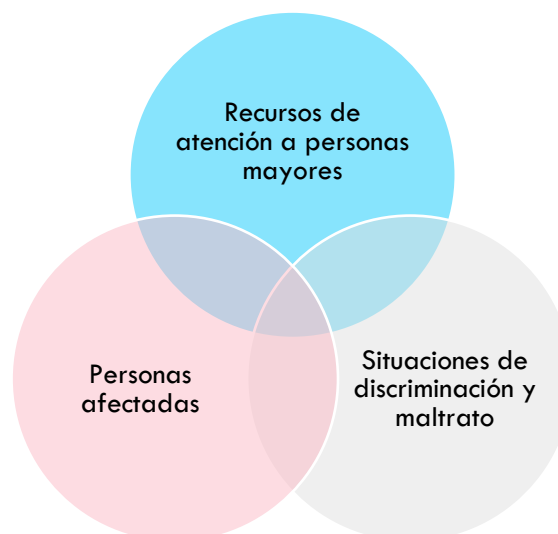 Recursos de
atención a personas
mayores
Personas
afectadas
Situaciones de
discriminación y
maltrato